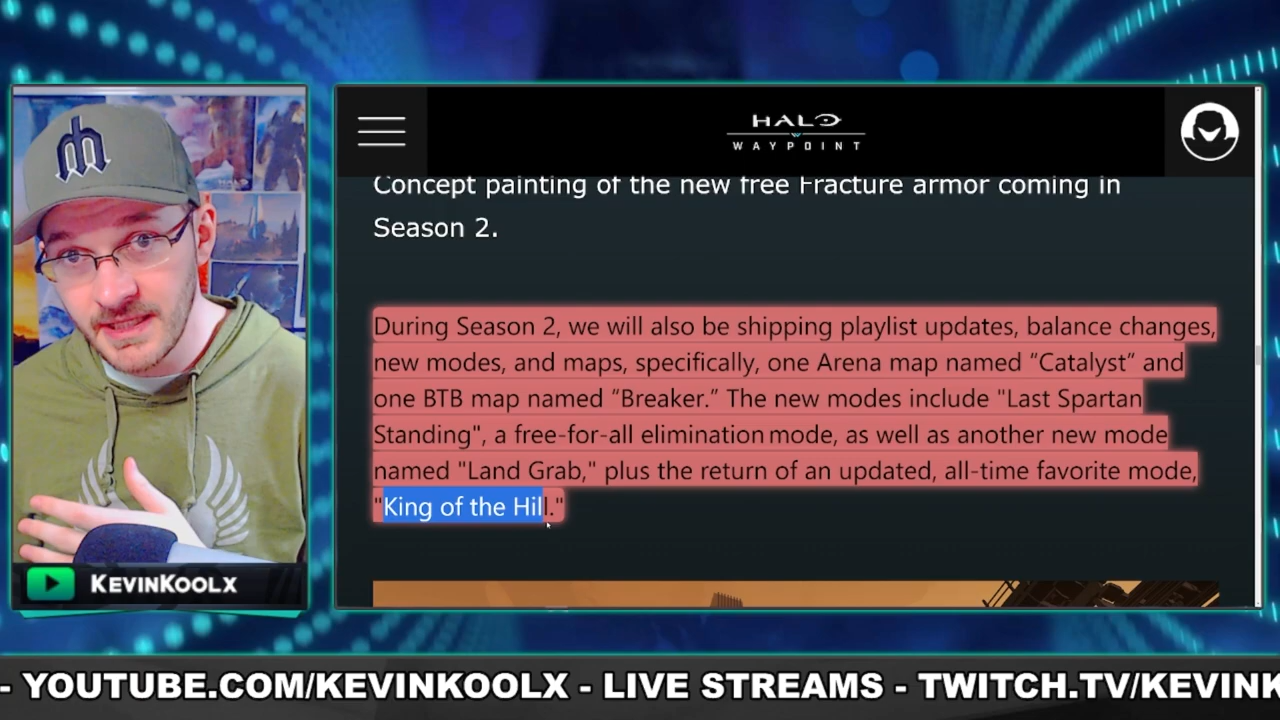 HALO
WAYPOINT
Concept painting of the new free Fracture armor coming in
Season 2.
During Season 2, we will also be shipping playlist updates, balance changes,
new modes, and maps, specifically, one Arena map named “Catalyst” and
one BTB map named “Breaker.” The new modes include "Last Spartan
Standing", a free-for-all elimination mode, as well as another new mode
named "Land Grab," plus the return of an updated, all-time favorite mode,
"King of the Hill."
KEVINKOOLX
- YOUTUBE.COM/KEVINKOOLX - LIVE STREAMS - TWITCH.TV/KEVINK